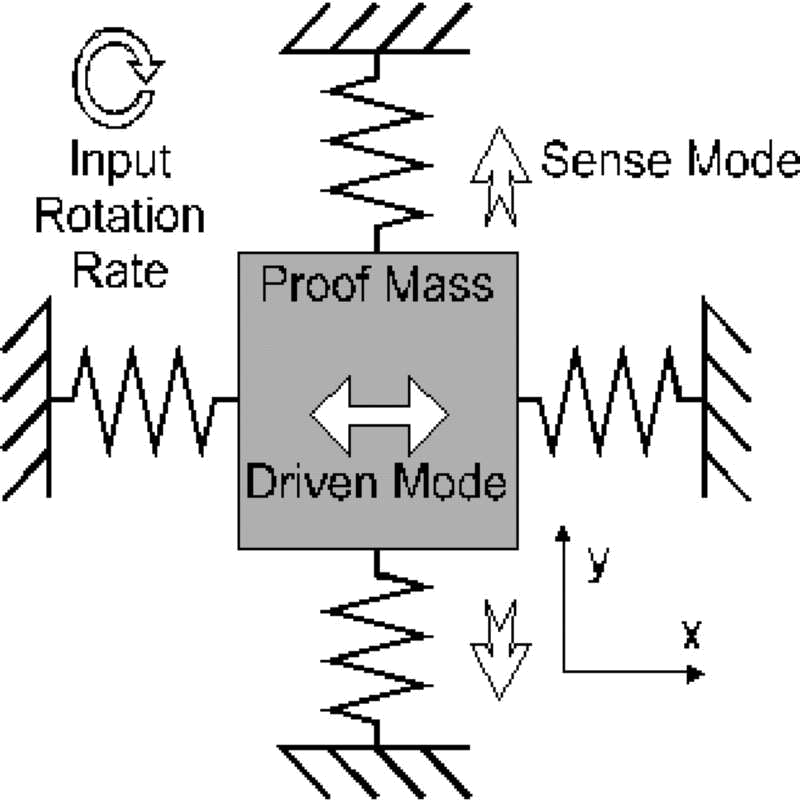 Input
Rotation
Rate
Sense Mode
Proof Mass
Driven Mode
y
x